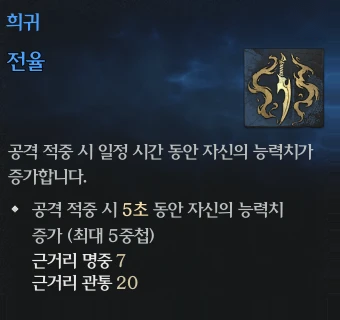 희귀
전율
공격 적중 시 일정 시간 동안 자신의 능력치가
증가합니다.
◆ 공격 적중 시 5초 동안 자신의 능력치
증가 (최대 5중첩)
근거리 명중 7
근거리 관통 20